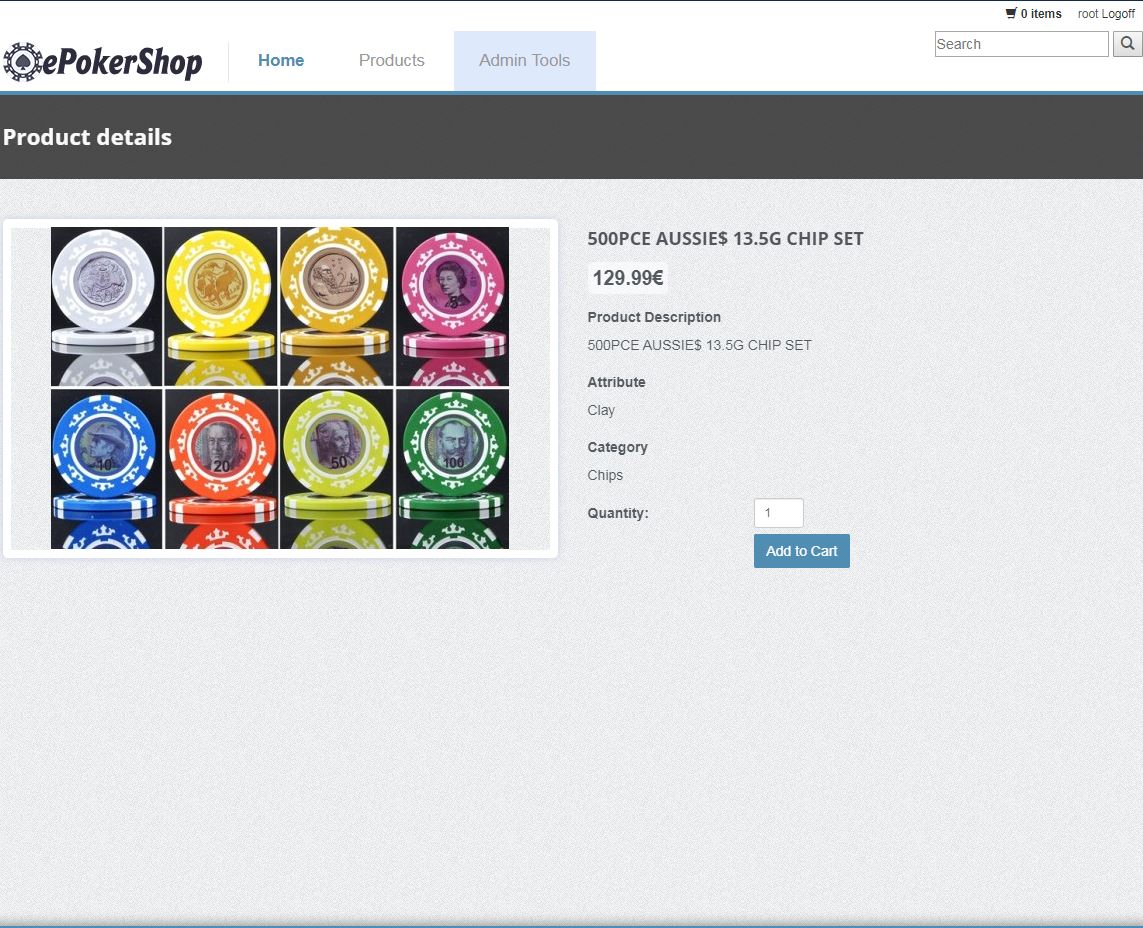 0 items root Logoff
ePokerShop Home Products Admin Tools Search
Product details
500PCE AUSSIE$ 13.5G CHIP SET
129.99€
Product Description
500PCE AUSSIE$ 13.5G CHIP SET
Attribute
Clay
Category
Chips
Quantity: 1
Add to Cart
5
10 20 50 100